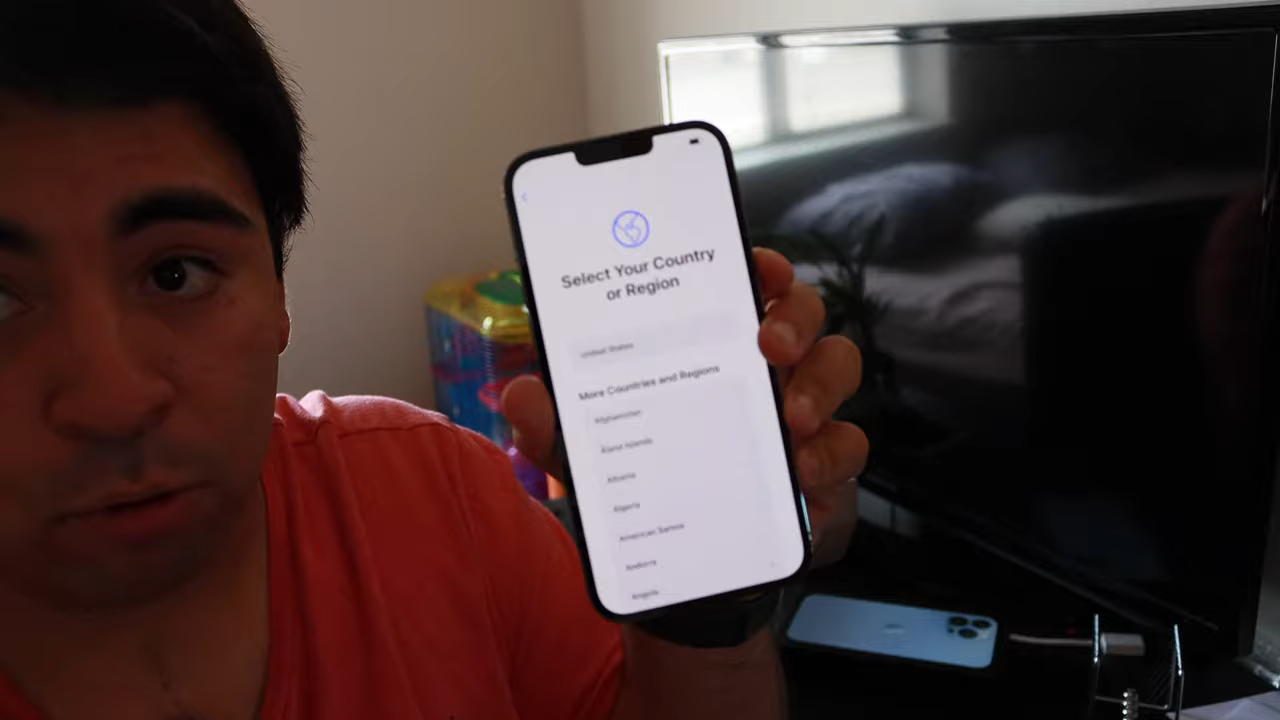 Select Your Country
or Region
United States
More Countries and Regions
Afghanistan
Åland Islands
Albania
Algeria
American Samoa
Andorra
Angola